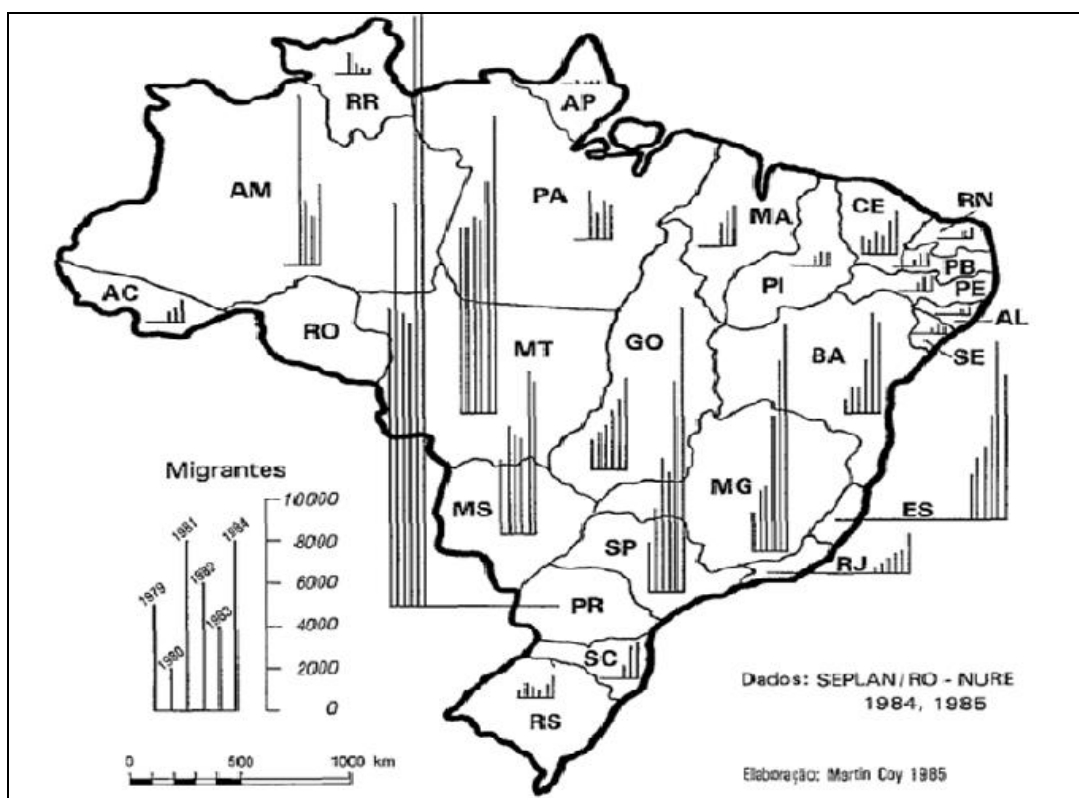 RR
AP
AM
PA
MA
CE
RN
PB
PE
PI
AC
RO
MT
GO
BA
AL
SE
MS
MG
ES
SP
RJ
PR
SC
RS
Migrantes
10000
8000
6000
4000
2000
0
1979
1980
1981
1982
1983
1984
0 500 1000 km
Dados: SEPLAN/RO - NURE
1984, 1985
Elaboração: Martin Coy 1985